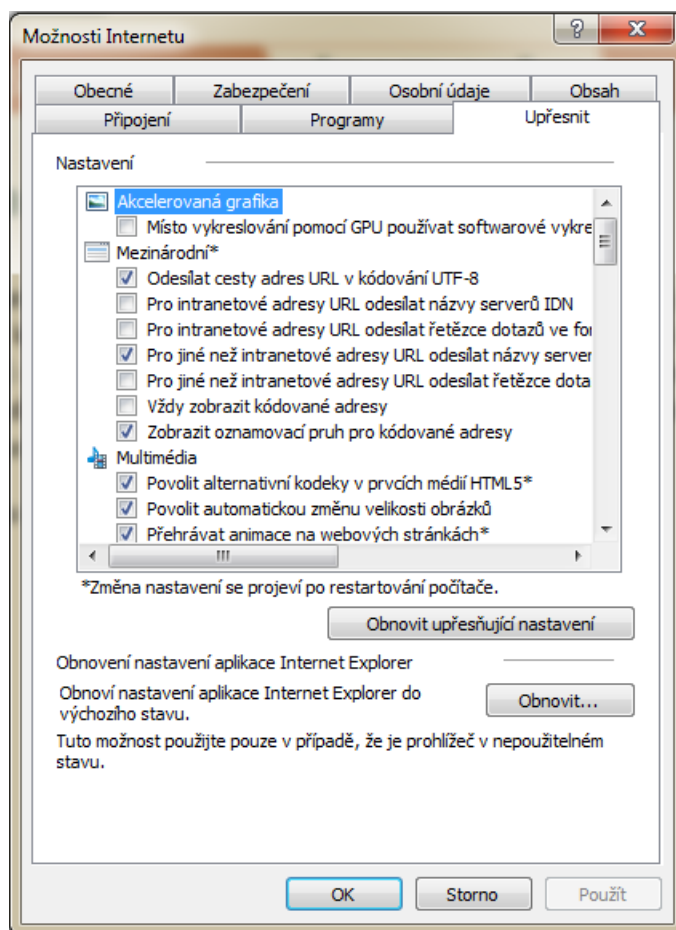 Možnosti Internetu
Obecné Zabezpečení Osobní údaje Obsah
Připojení Programy Upřesnit
Nastavení
Akcelerovaná grafika
Místo vykreslování pomocí GPU používat softwarové vykre
Mezinárodní*
Odesílat cesty adres URL v kódování UTF-8
Pro intranetové adresy URL odesílat názvy serverů IDN
Pro intranetové adresy URL odesílat řetězce dotazů ve for
Pro jiné než intranetové adresy URL odesílat názvy server
Pro jiné než intranetové adresy URL odesílat řetězce dota
Vždy zobrazit kódované adresy
Zobrazit oznamovací pruh pro kódované adresy
Multimédia
Povolit alternativní kodeky v prvcích médií HTML5*
Povolit automatickou změnu velikosti obrázků
Přehrávat animace na webových stránkách*
*Změna nastavení se projeví po restartování počítače.
Obnovit upřesňující nastavení
Obnovení nastavení aplikace Internet Explorer
Obnoví nastavení aplikace Internet Explorer do
výchozího stavu.
Obnovit...
Tuto možnost použijte pouze v případě, že je prohlížeč v nepoužitelném
stavu.
OK Storno Použít